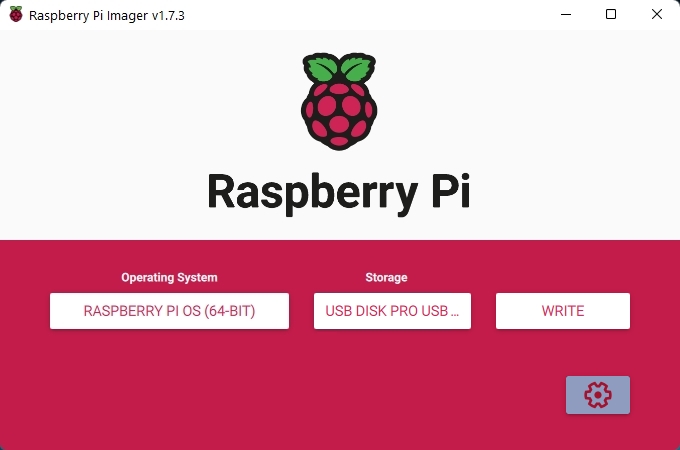 Raspberry Pi Imager v1.7.3
Raspberry Pi
Operating System
Storage
RASPBERRY PI OS (64-BIT)
USB DISK PRO USB ...
WRITE